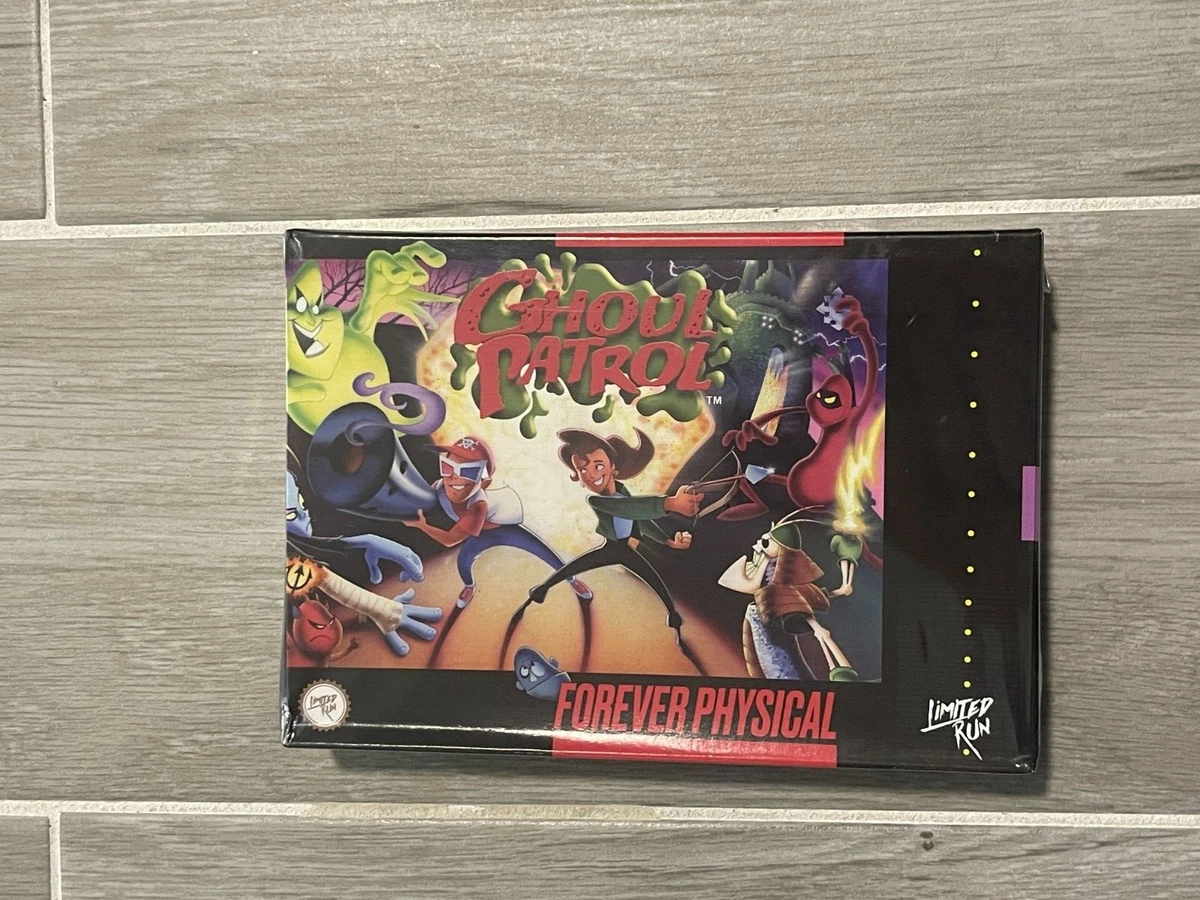 GHOUL
PATROL
TM
FOREVER PHYSICAL
LIMITED
RUN
LIMITED
RUN